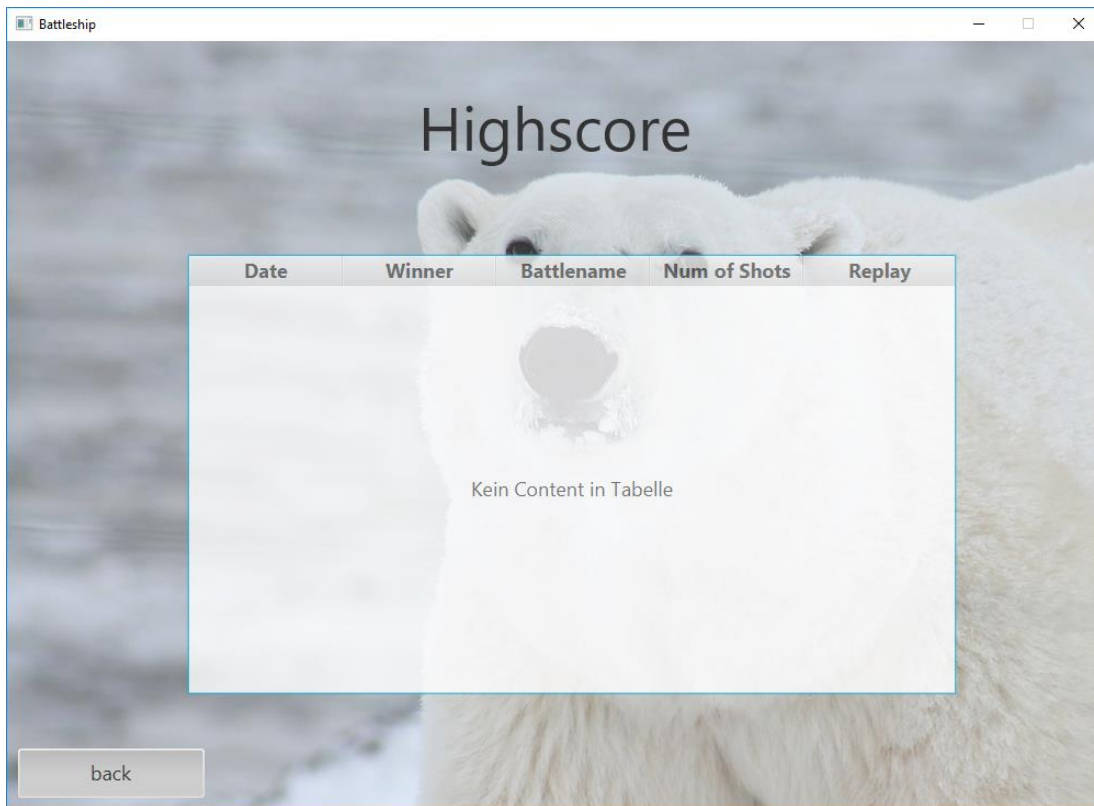 Battleship
Highscore
Date Winner Battlename Num of Shots Replay
Kein Content in Tabelle
back